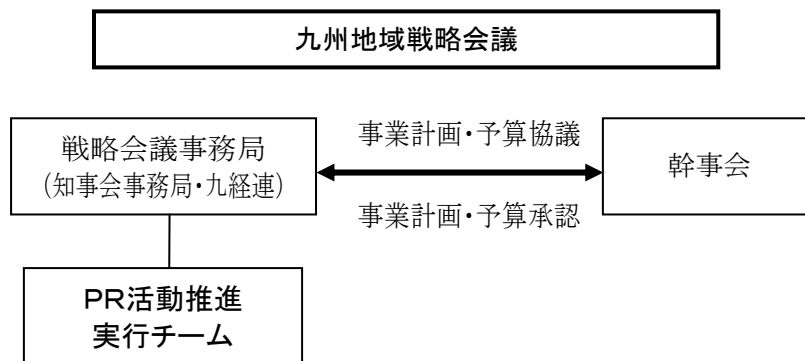 九州地域戦略会議
戦略会議事務局
（知事会事務局・九経連）
事業計画・予算協議
事業計画・予算承認
幹事会
ＰＲ活動推進
実行チーム